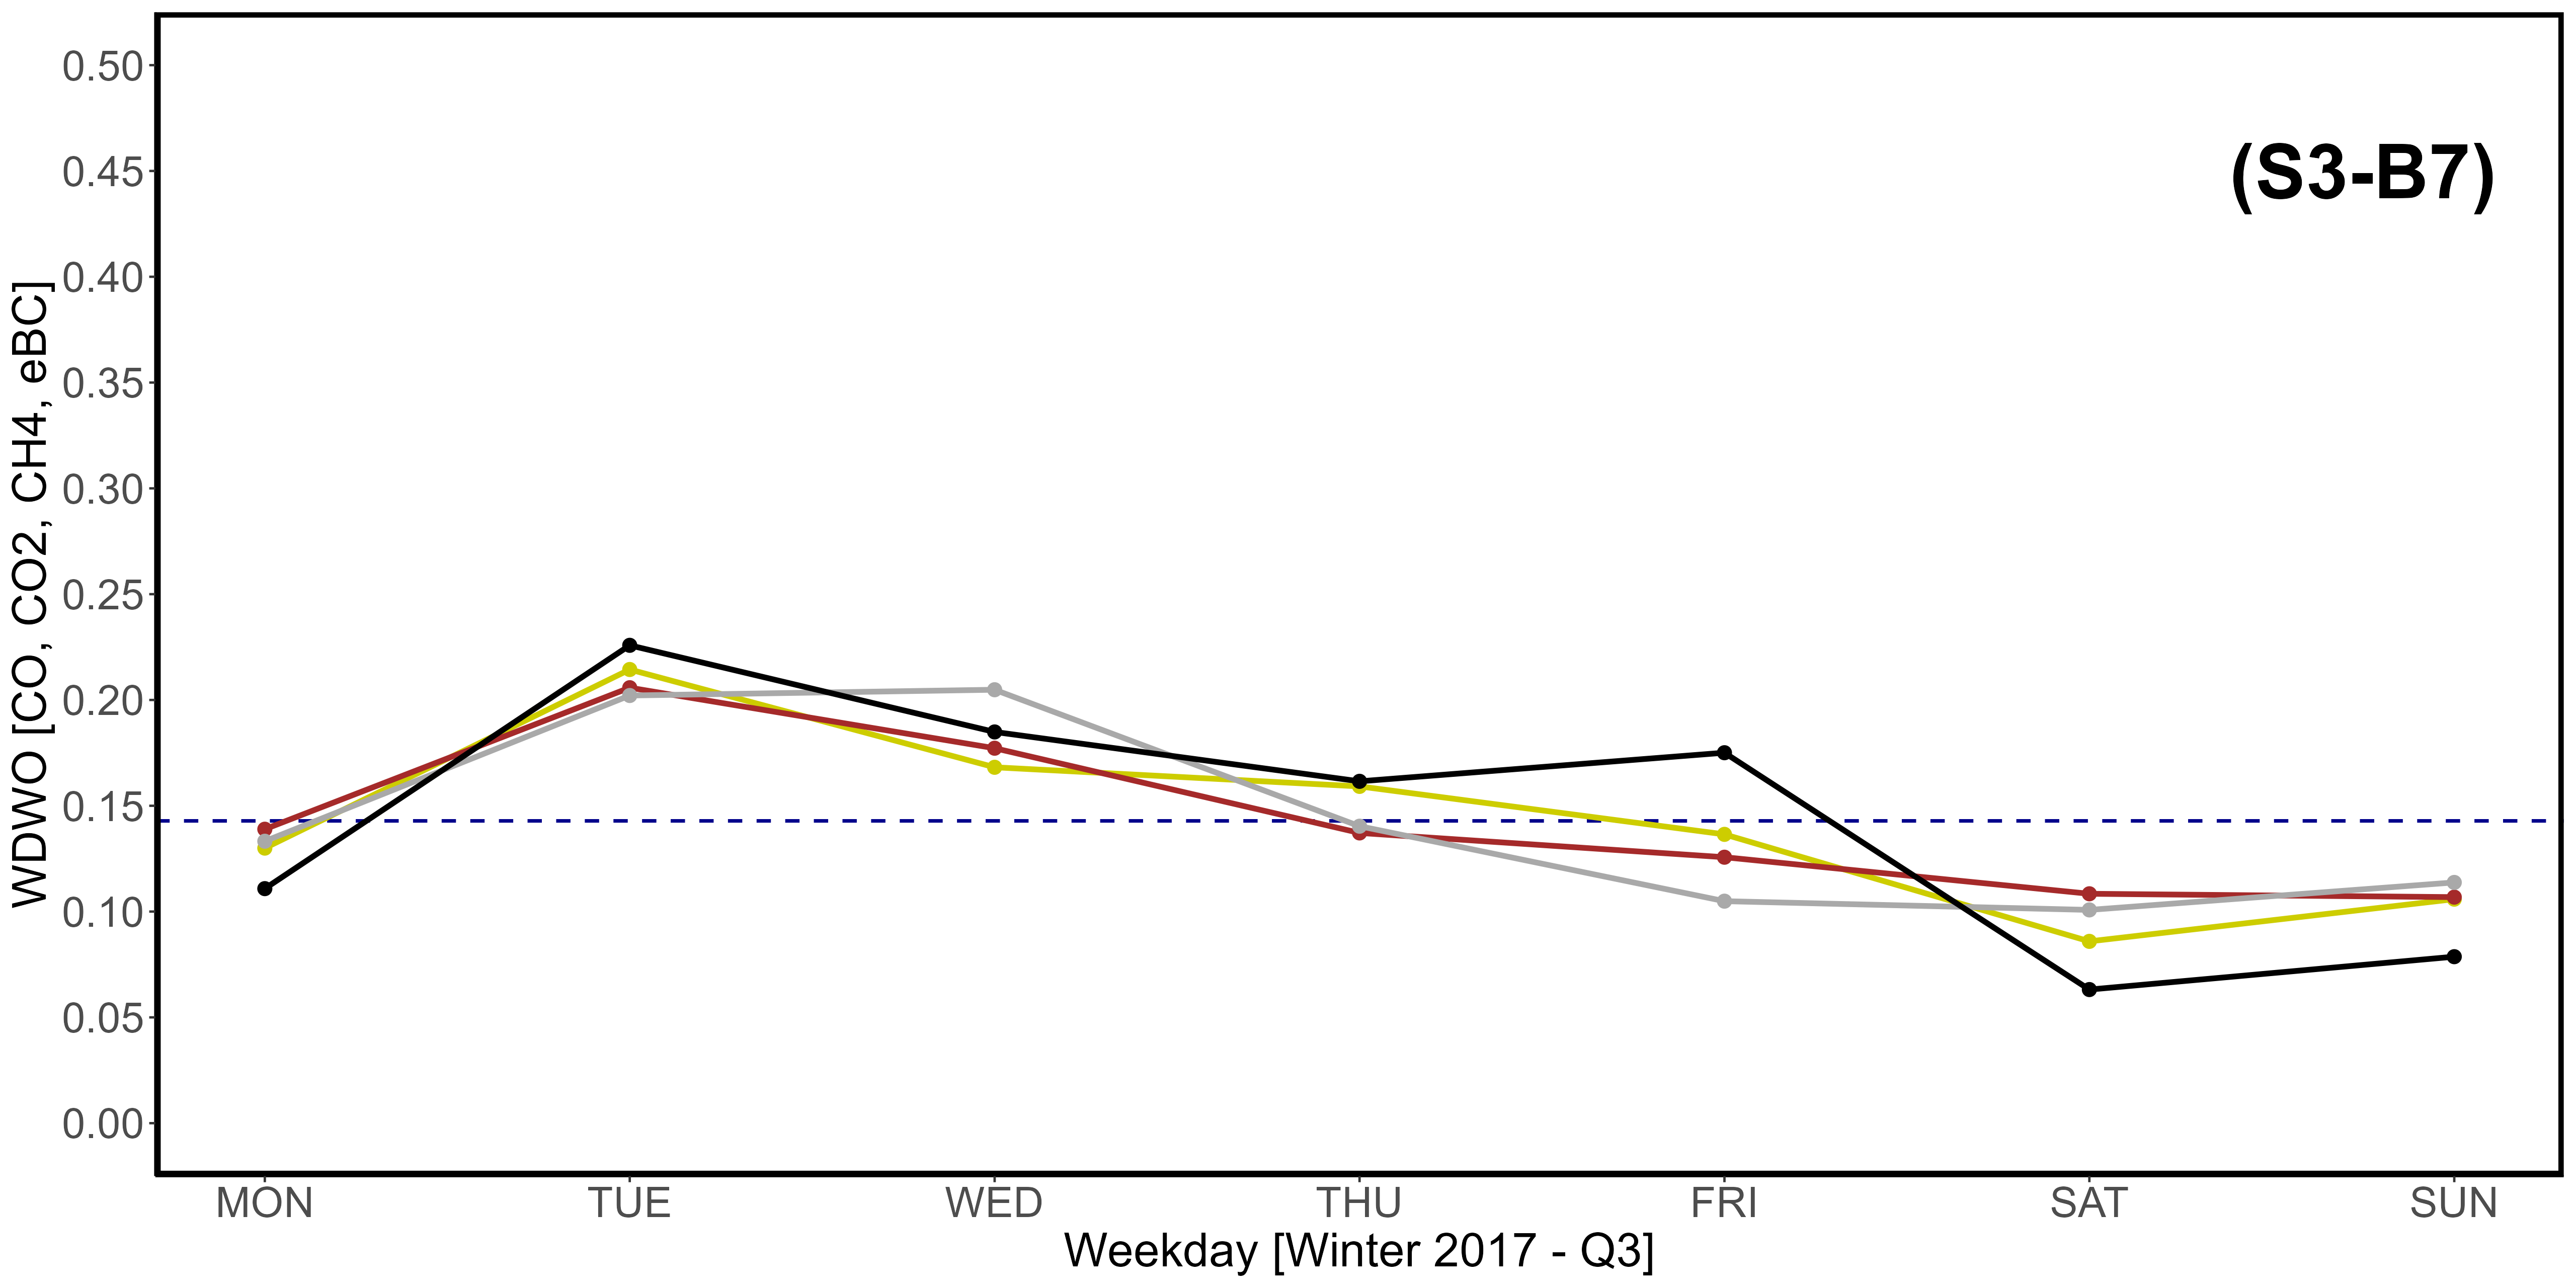 (S3-B7)
WDWO [CO, CO2, CH4, eBC]
0.50
0.45
0.40
0.35
0.30
0.25
0.20
0.15
0.10
0.05
0.00
MON TUE WED THU FRI SAT SUN
Weekday [Winter 2017 - Q3]